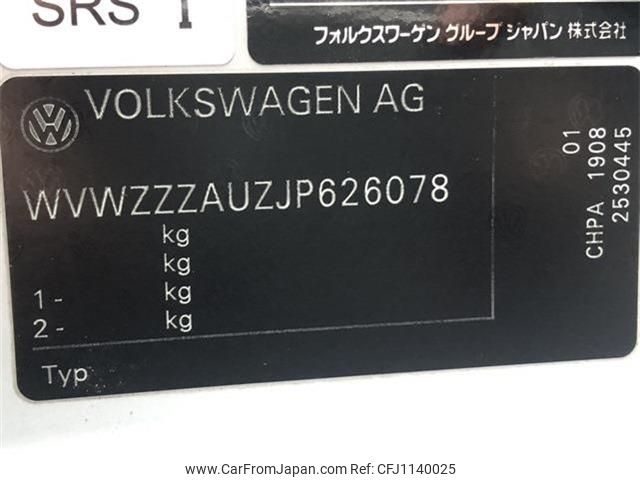 SRS I
フォルクスワーゲン グループ ジャパン 株式会社
VOLKSWAGEN AG
WVWZZZAUZJP626078
kg
kg
1 - kg
2 - kg
Typ
01
CHPA 1908
2530445
www.CarFromJapan.com CFJ1140025